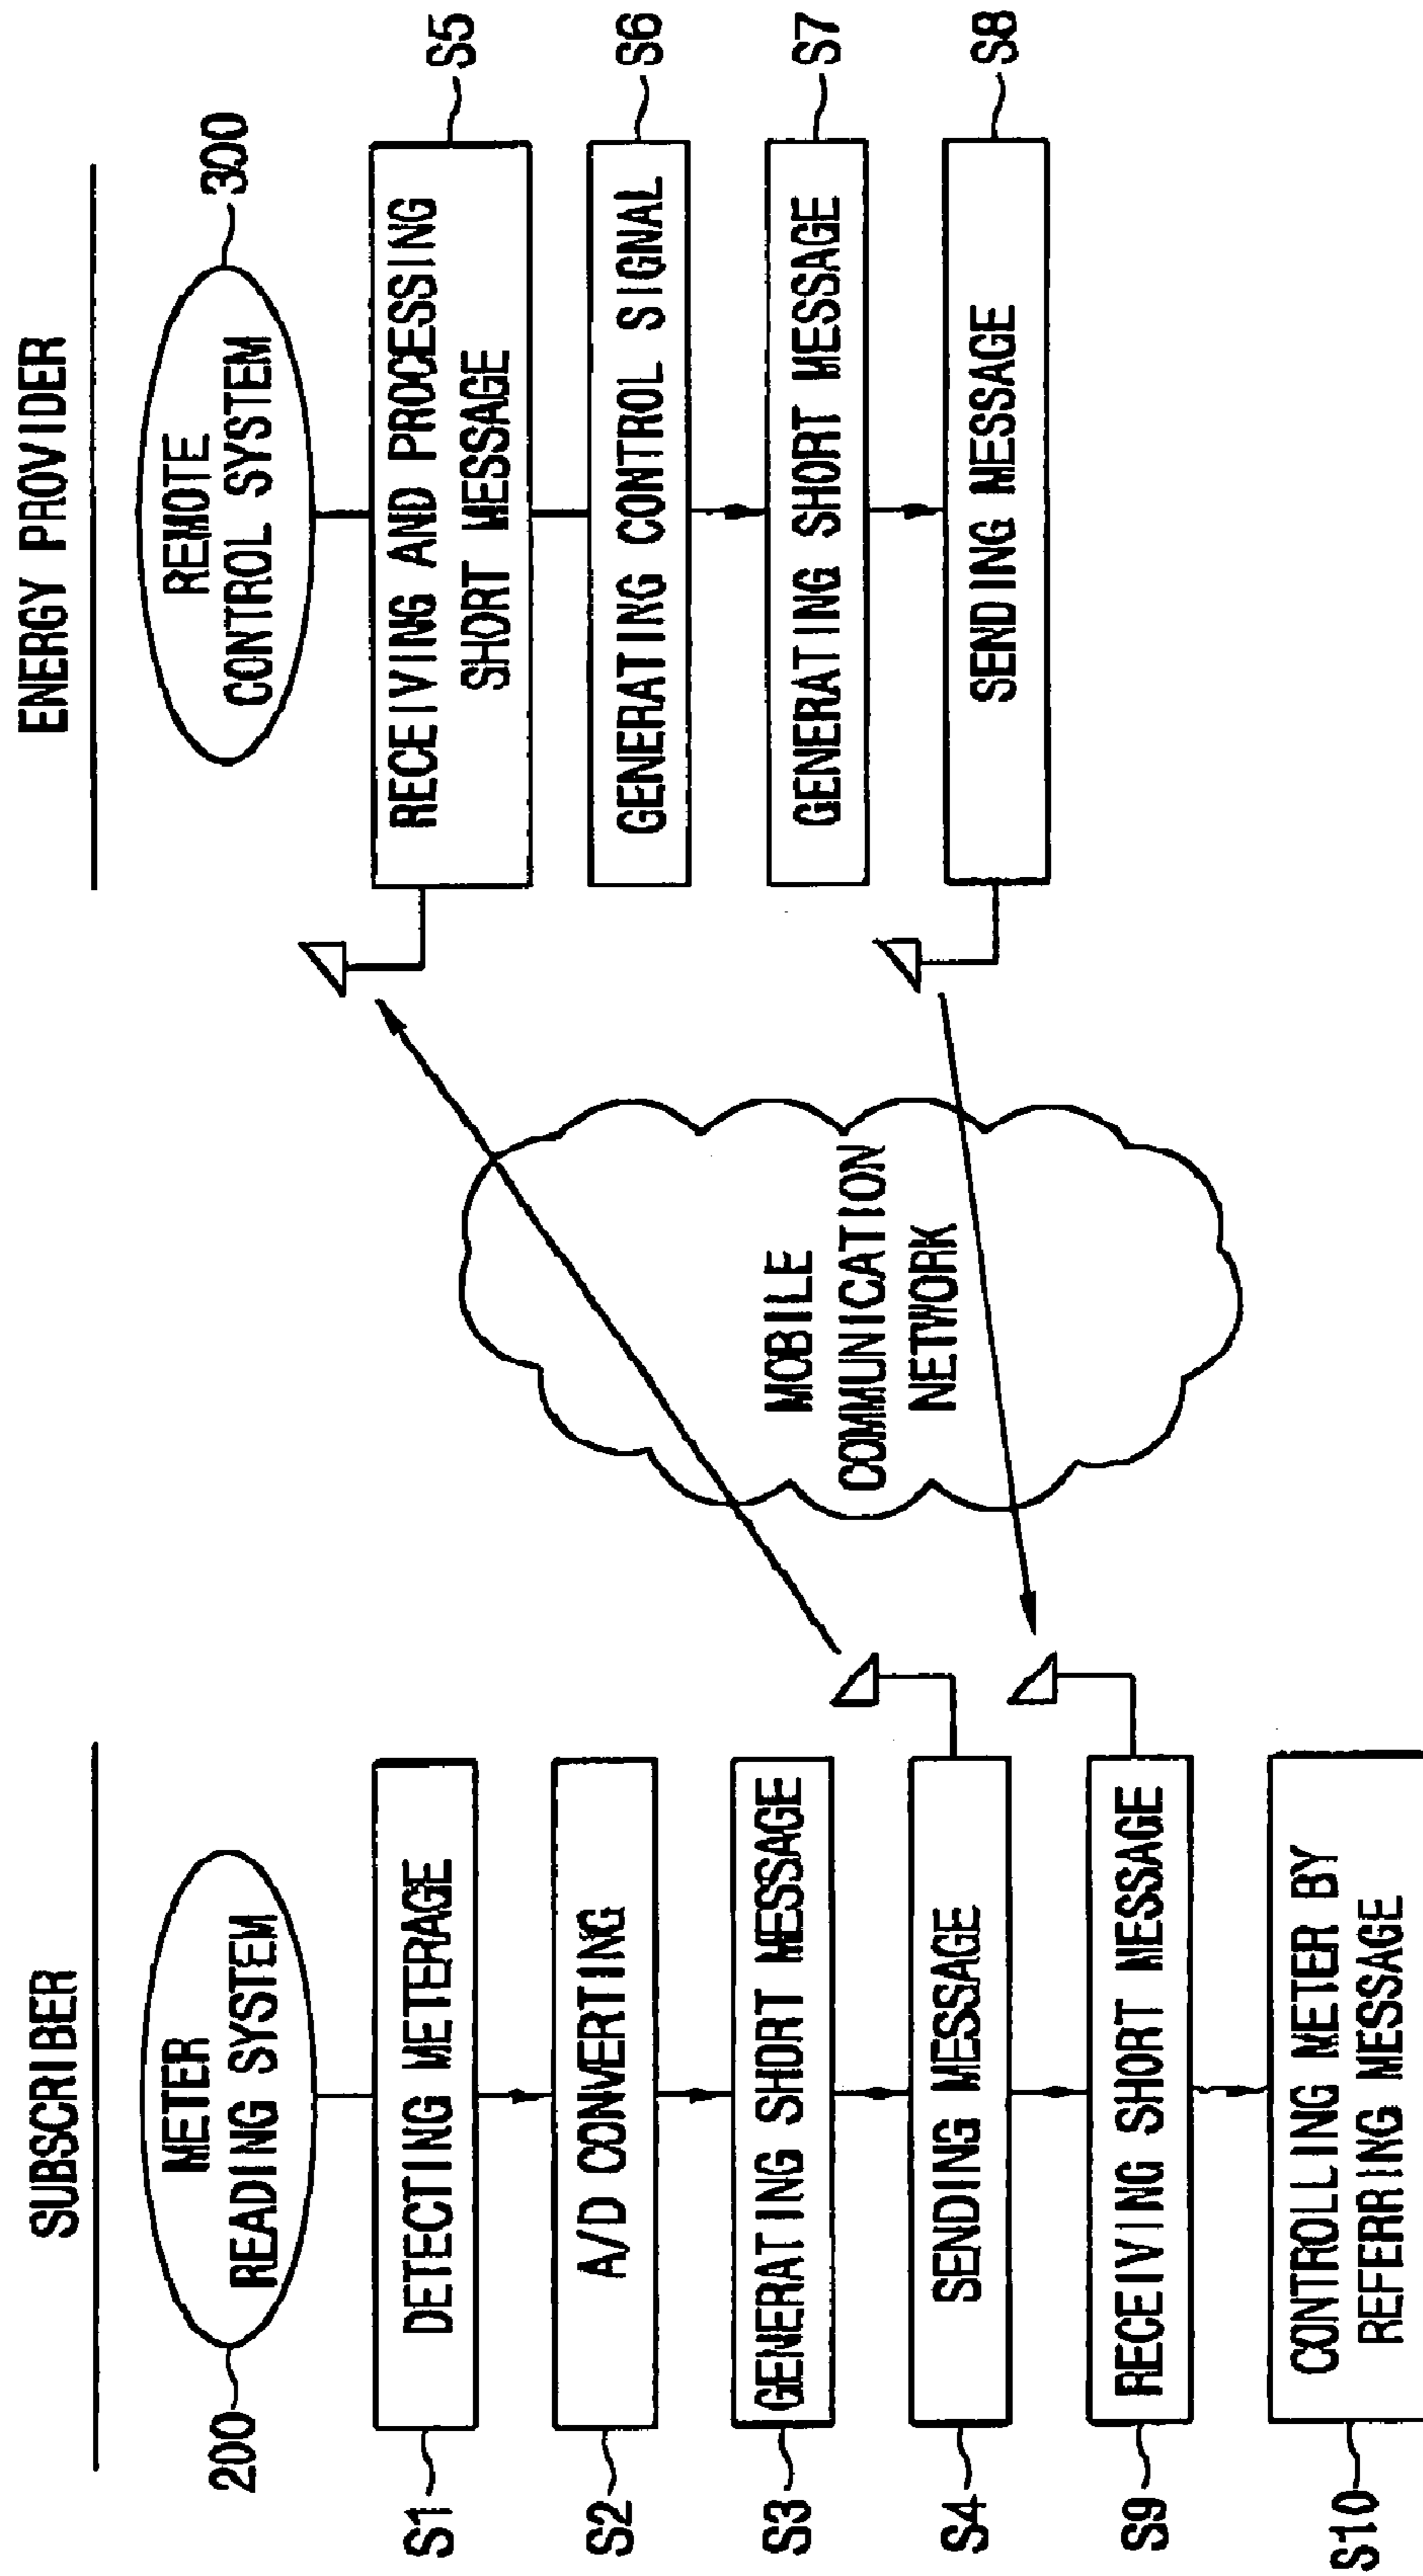 SUBSCRIBER
METER
READING SYSTEM
200
DETECTING METERAGE
S1
A/D CONVERTING
S2
GENERATING SHORT MESSAGE
S3
SENDING MESSAGE
S4
RECEIVING SHORT MESSAGE
S9
CONTROLLING METER BY
REFERRING MESSAGE
S10
MOBILE
COMMUNICATION
NETWORK
ENERGY PROVIDER
REMOTE
CONTROL SYSTEM
300
RECEIVING AND PROCESSING
SHORT MESSAGE
S5
GENERATING CONTROL SIGNAL
S6
GENERATING SHORT MESSAGE
S7
SENDING MESSAGE
S8